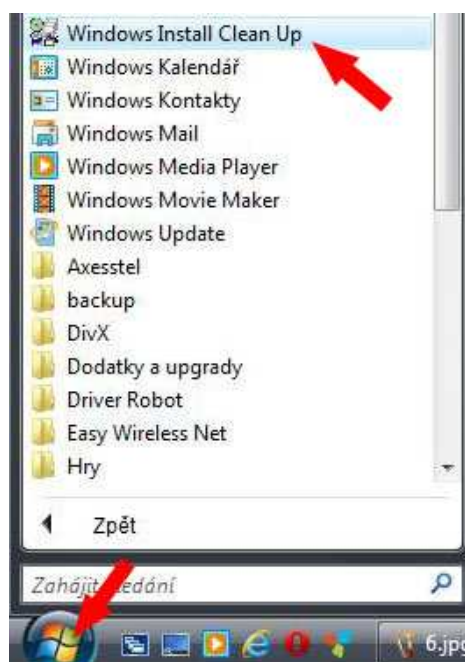 Windows Install Clean Up
Windows Kalendář
Windows Kontakty
Windows Mail
Windows Media Player
Windows Movie Maker
Windows Update
Axesstel
backup
DivX
Dodatky a upgrady
Driver Robot
Easy Wireless Net
Hry
Zpět
Zahájit hledání
6.jp